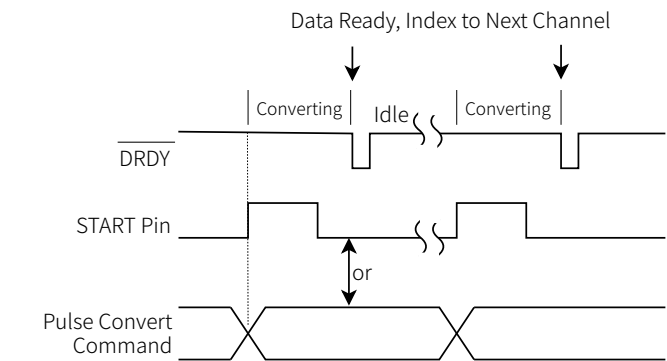 Data Ready, Index to Next Channel
Converting
Idle
Converting
DRDY
START Pin
or
Pulse Convert
Command